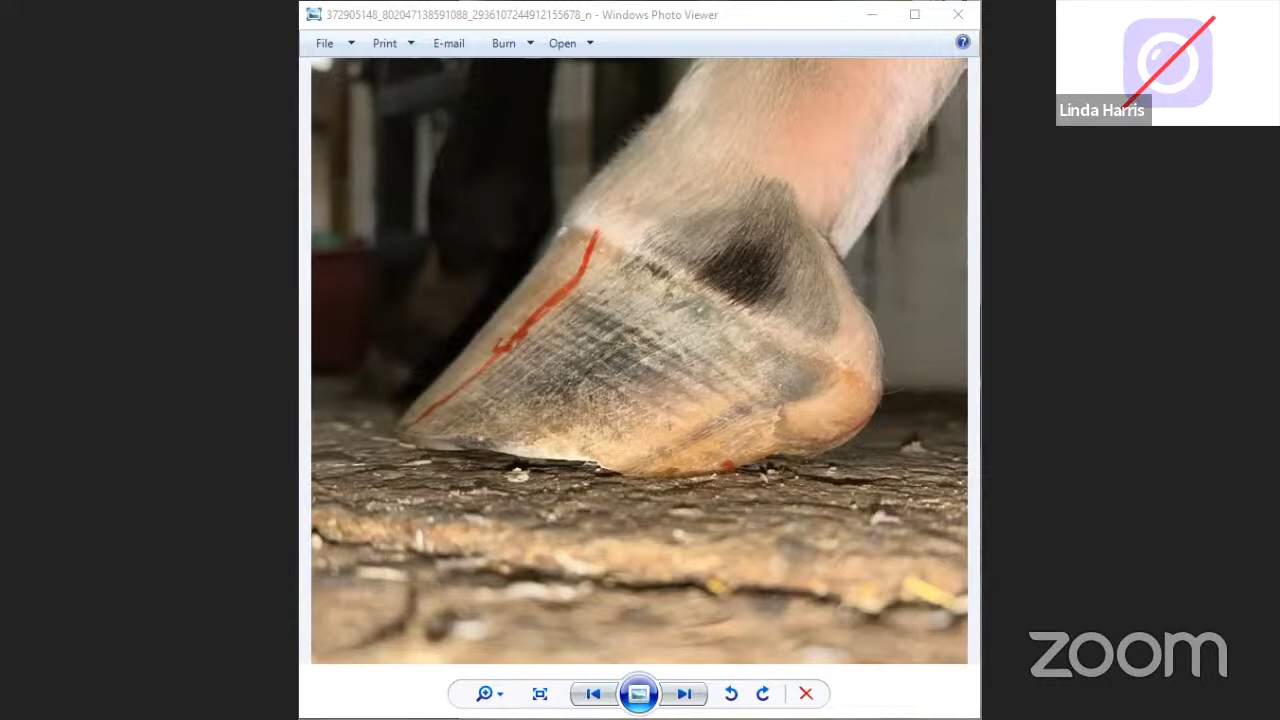 372905148_802047138591088_2936107244912155678_n - Windows Photo Viewer
File Print E-mail Burn Open
Linda Harris
zoom